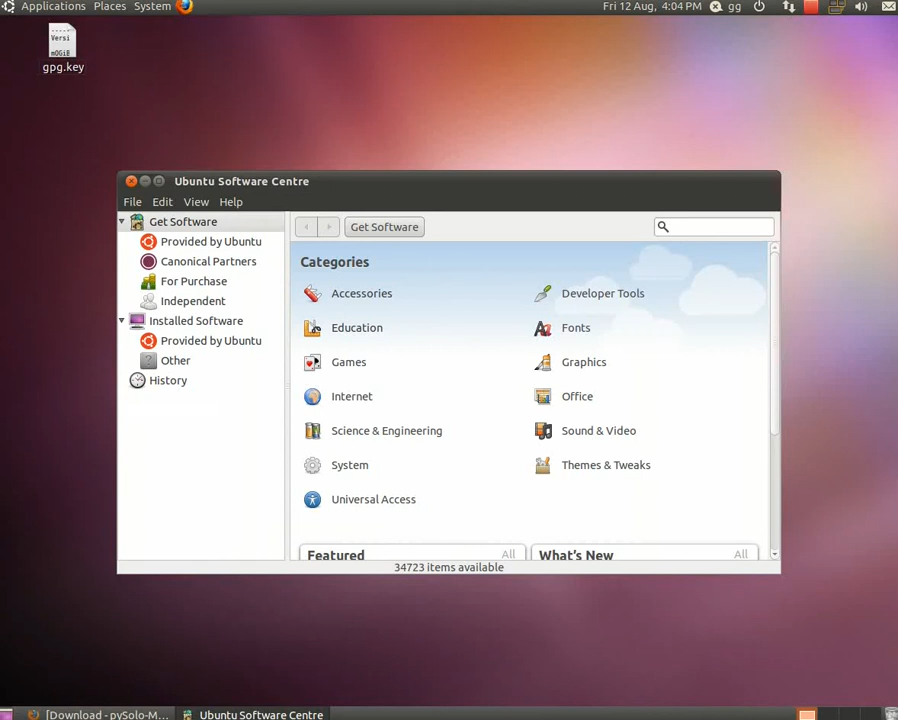 Applications Places System Fri 12 Aug, 4:04 PM gg
Versi
mQGiB
gpg.key
Ubuntu Software Centre
File Edit View Help
Get Software
Provided by Ubuntu
Canonical Partners
For Purchase
Independent
Installed Software
Provided by Ubuntu
Other
History
Get Software
Categories
Accessories
Developer Tools
Education
Fonts
Games
Graphics
Internet
Office
Science & Engineering
Sound & Video
System
Themes & Tweaks
Universal Access
Featured All
What's New All
34723 items available
[Download - pySolo-M... Ubuntu Software Centre